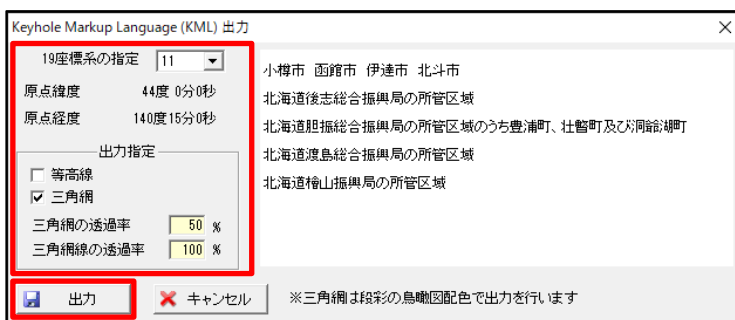 Keyhole Markup Language (KML) 出力
19座標系の指定 11
原点緯度 44度 0分0秒
原点経度 140度15分0秒
出力指定
等高線
三角網
三角網の透過率 50 %
三角網線の透過率 100 %
小樽市 函館市 伊達市 北斗市
北海道後志総合振興局の所管区域
北海道胆振総合振興局の所管区域のうち豊浦町、壮瞥町及び洞爺湖町
北海道渡島総合振興局の所管区域
北海道檜山振興局の所管区域
出力 キャンセル ※三角網は段彩の鳥瞰図配色で出力を行います